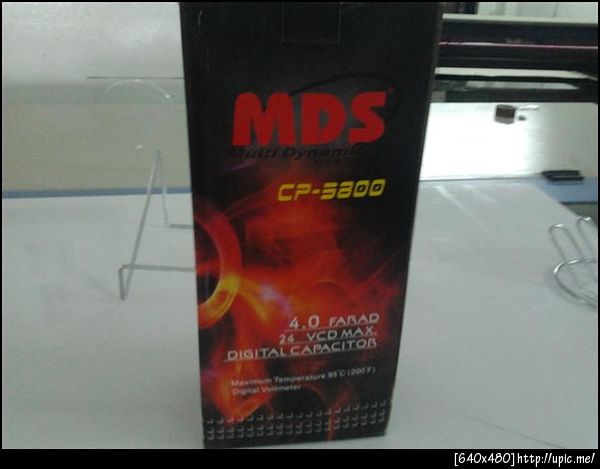 MDS
Multi Dynamic
CP-3800
4.0 FARAD
24 VCD MAX.
DIGITAL CAPACITOR
Maximum Temperature 95°C (200°F)
Digital Voltmeter
[640x480]http://upic.me/